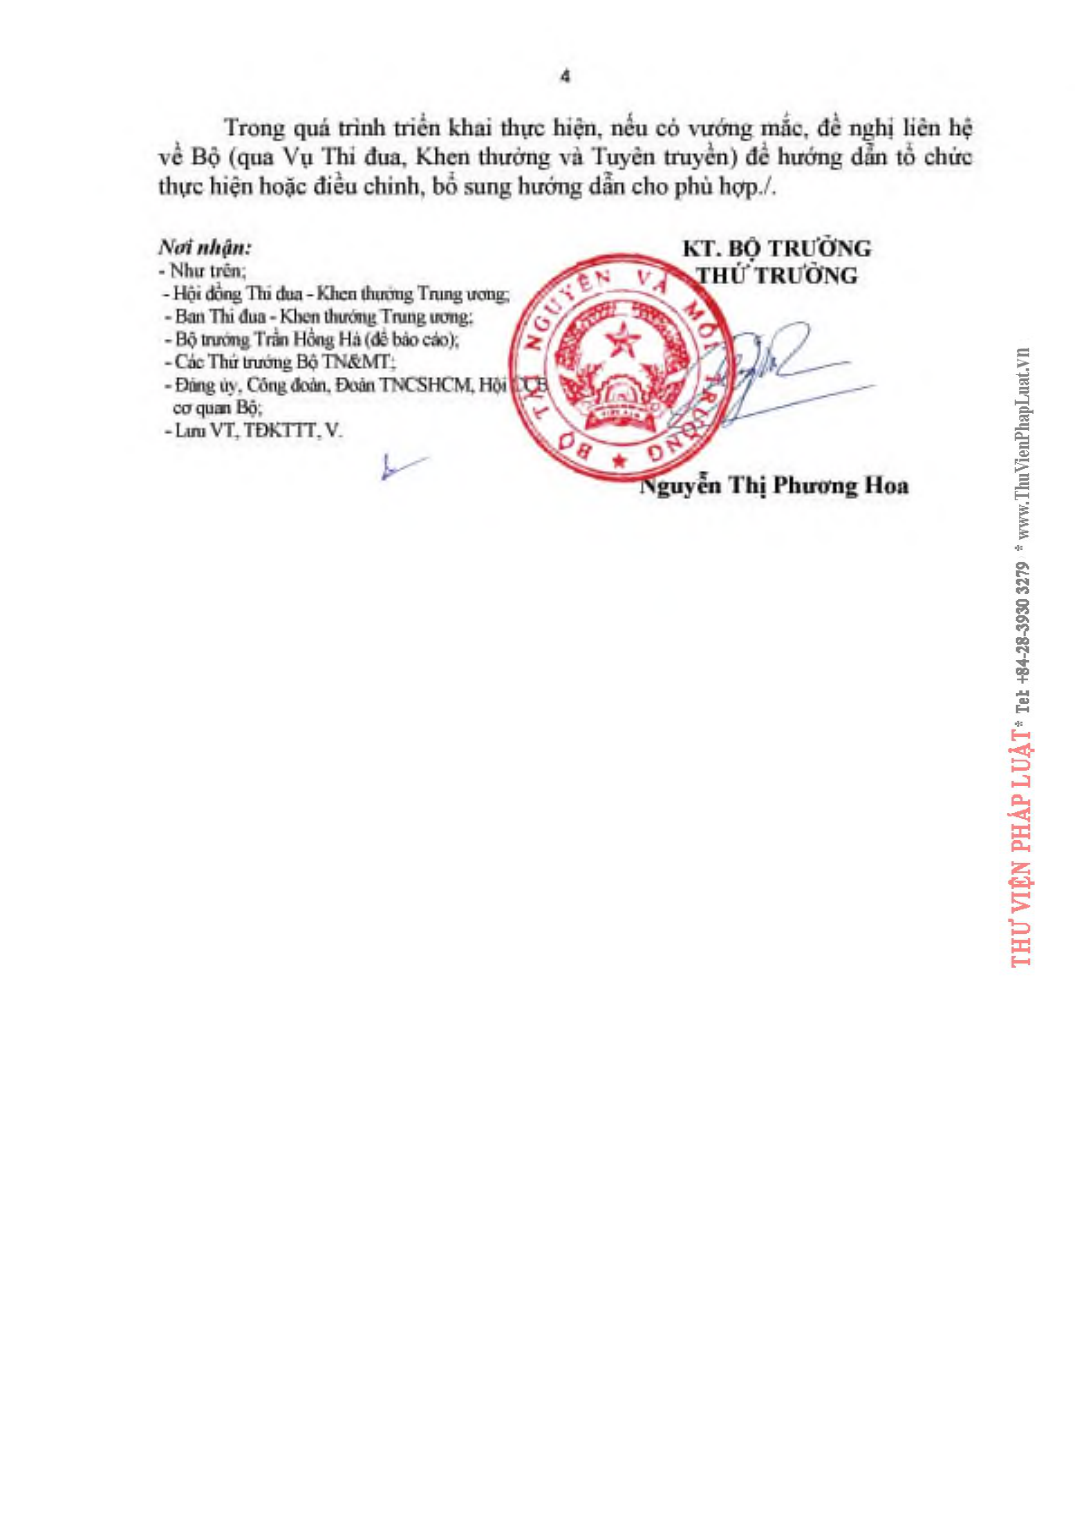 4
Trong quá trình triển khai thực hiện, nếu có vướng mắc, đề nghị liên hệ
về Bộ (qua Vụ Thi đua, Khen thưởng và Tuyên truyền) để hướng dẫn tổ chức
thực hiện hoặc điều chỉnh, bổ sung hướng dẫn cho phù hợp./.
Nơi nhận:
- Như trên;
- Hội đồng Thi đua - Khen thưởng Trung ương;
- Ban Thi đua - Khen thưởng Trung ương;
- Bộ trưởng Trần Hồng Hà (để báo cáo);
- Các Thứ trưởng Bộ TN&MT;
- Đảng ủy, Công đoàn, Đoàn TNCSHCM, Hội CCB
cơ quan Bộ;
- Lưu VT, TĐKTTT, V.
KT. BỘ TRƯỞNG
THỨ TRƯỞNG
BỘ TÀI NGUYÊN VÀ MÔI TRƯỜNG
VIỆT NAM
Nguyễn Thị Phương Hoa
THƯ VIỆN PHÁP LUẬT * Tel: +84-28-3930 3279 * www.ThuVienPhapLuat.vn